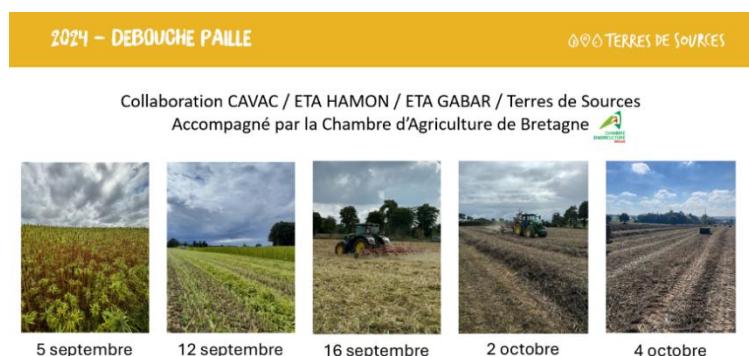 2024 – DEBOUCHE PAILLE
TERRES DE SOURCES
Collaboration CAVAC / ETA HAMON / ETA GABAR / Terres de Sources
Accompagné par la Chambre d'Agriculture de Bretagne
5 septembre
12 septembre
16 septembre
2 octobre
4 octobre